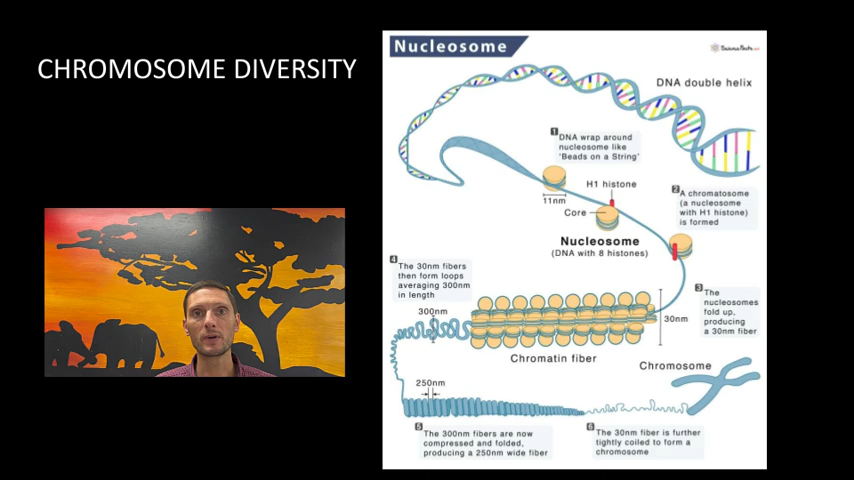 CHROMOSOME DIVERSITY
Nucleosome
DNA double helix
1
DNA wrap around
nucleosome like
'Beads on a String'
H1 histone
11nm
Core
2
A chromatosome
(a nucleosome
with H1 histone)
is formed
Nucleosome
(DNA with 8 histones)
3
The
nucleosomes
fold up,
producing
a 30nm fiber
4
The 30nm fibers
then form loops
averaging 300nm
in length
300nm
30nm
Chromatin fiber
Chromosome
250nm
5
The 300nm fibers are now
compressed and folded,
producing a 250nm wide fiber
6
The 30nm fiber is further
tightly coiled to form a
chromosome